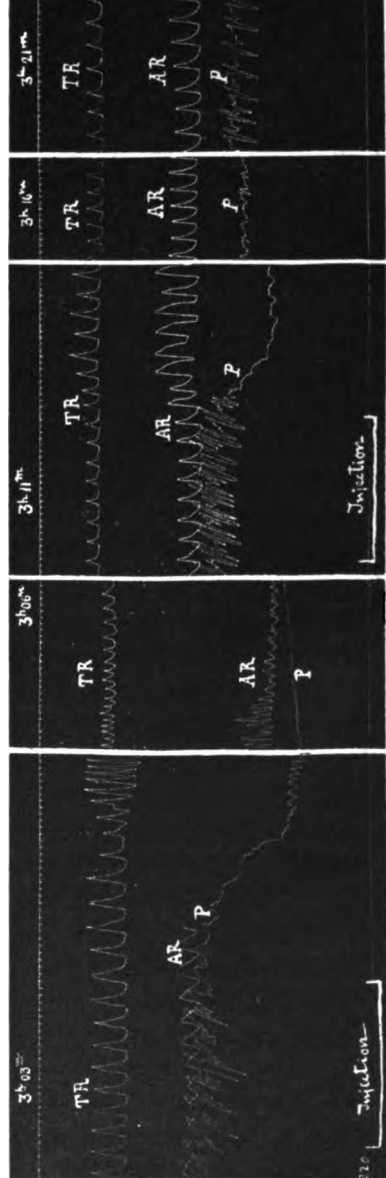 3h 03m
TR
AR
P
Injection
220
3h 06m
TR
AR
P
3h 11m
TR
AR
P
Injection
3h 16m
TR
AR
P
3h 21m
TR
AR
P